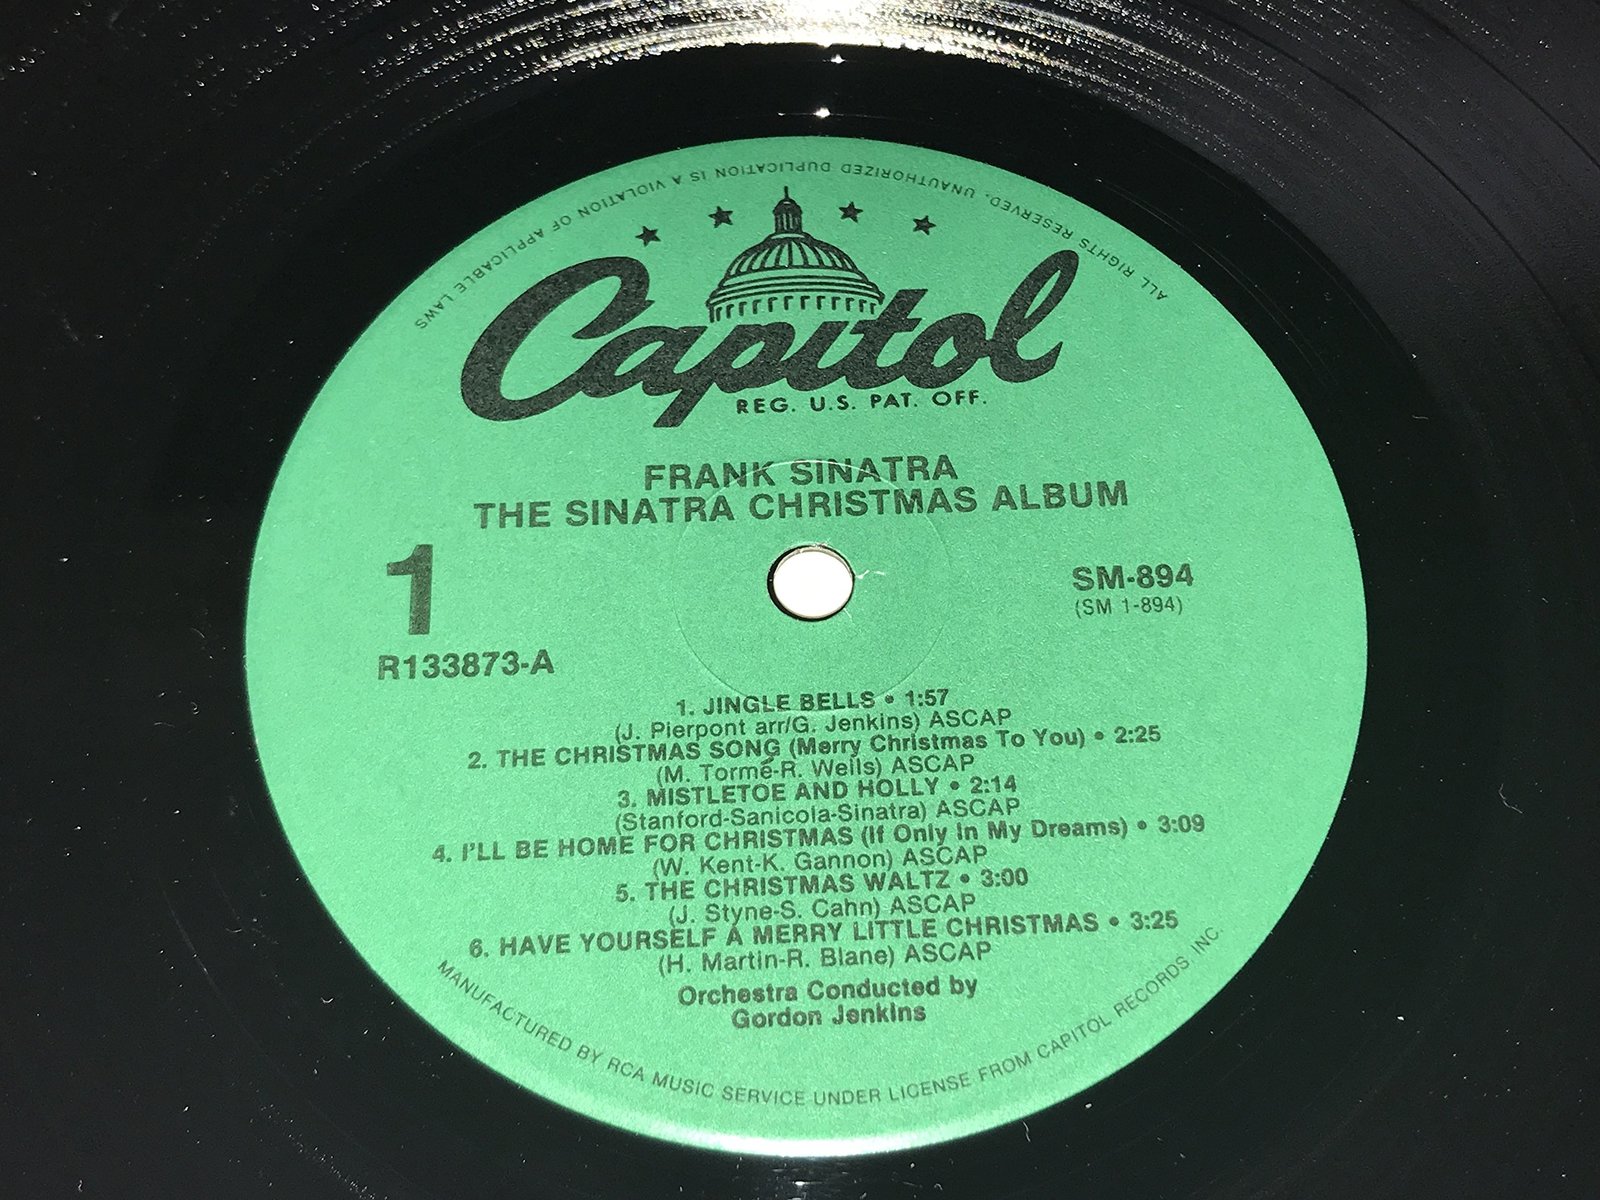 ALL RIGHTS RESERVED. UNAUTHORIZED DUPLICATION IS A VIOLATION OF APPLICABLE LAWS
Capitol
REG. U.S. PAT. OFF.
FRANK SINATRA
THE SINATRA CHRISTMAS ALBUM
1
R133873-A
SM-894
(SM 1-894)
1. JINGLE BELLS • 1:57
(J. Pierpont arr/G. Jenkins) ASCAP
2. THE CHRISTMAS SONG (Merry Christmas To You) • 2:25
(M. Tormé-R. Wells) ASCAP
3. MISTLETOE AND HOLLY • 2:14
(Stanford-Sanicola-Sinatra) ASCAP
4. I'LL BE HOME FOR CHRISTMAS (If Only In My Dreams) • 3:09
(W. Kent-K. Gannon) ASCAP
5. THE CHRISTMAS WALTZ • 3:00
(J. Styne-S. Cahn) ASCAP
6. HAVE YOURSELF A MERRY LITTLE CHRISTMAS • 3:25
(H. Martin-R. Blane) ASCAP
Orchestra Conducted by
Gordon Jenkins
MANUFACTURED BY RCA MUSIC SERVICE UNDER LICENSE FROM CAPITOL RECORDS, INC.